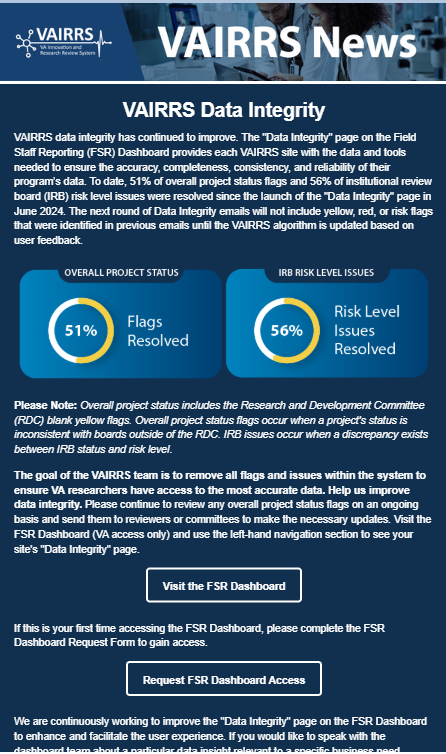 VAIRRS
VA Innovation and
Research Review System
VAIRRS News
VAIRRS Data Integrity
VAIRRS data integrity has continued to improve. The "Data Integrity" page on the Field
Staff Reporting (FSR) Dashboard provides each VAIRRS site with the data and tools
needed to ensure the accuracy, completeness, consistency, and reliability of their
program's data. To date, 51% of overall project status flags and 56% of institutional review
board (IRB) risk level issues were resolved since the launch of the "Data Integrity" page in
June 2024. The next round of Data Integrity emails will not include yellow, red, or risk flags
that were identified in previous emails until the VAIRRS algorithm is updated based on
user feedback.
OVERALL PROJECT STATUS
51%
Flags
Resolved
IRB RISK LEVEL ISSUES
56%
Risk Level
Issues
Resolved
Please Note: Overall project status includes the Research and Development Committee
(RDC) blank yellow flags. Overall project status flags occur when a project's status is
inconsistent with boards outside of the RDC. IRB issues occur when a discrepancy exists
between IRB status and risk level.
The goal of the VAIRRS team is to remove all flags and issues within the system to
ensure VA researchers have access to the most accurate data. Help us improve
data integrity. Please continue to review any overall project status flags on an ongoing
basis and send them to reviewers or committees to make the necessary updates. Visit the
FSR Dashboard (VA access only) and use the left-hand navigation section to see your
site's "Data Integrity" page.
Visit the FSR Dashboard
If this is your first time accessing the FSR Dashboard, please complete the FSR
Dashboard Request Form to gain access.
Request FSR Dashboard Access
We are continuously working to improve the "Data Integrity" page on the FSR Dashboard
to enhance and facilitate the user experience. If you would like to speak with the
dashboard team about a particular data insight relevant to a specific business need,